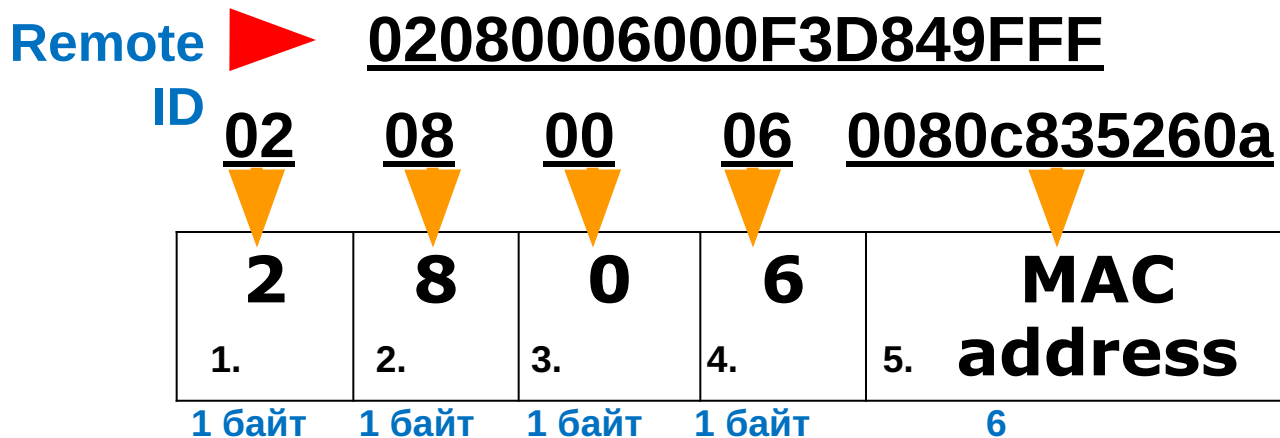 Remote 02080006000F3D849FFF
ID
02 08 00 06 0080c835260a
2 8 0 6 MAC
1. 2. 3. 4. 5. address
1 байт 1 байт 1 байт 1 байт 6